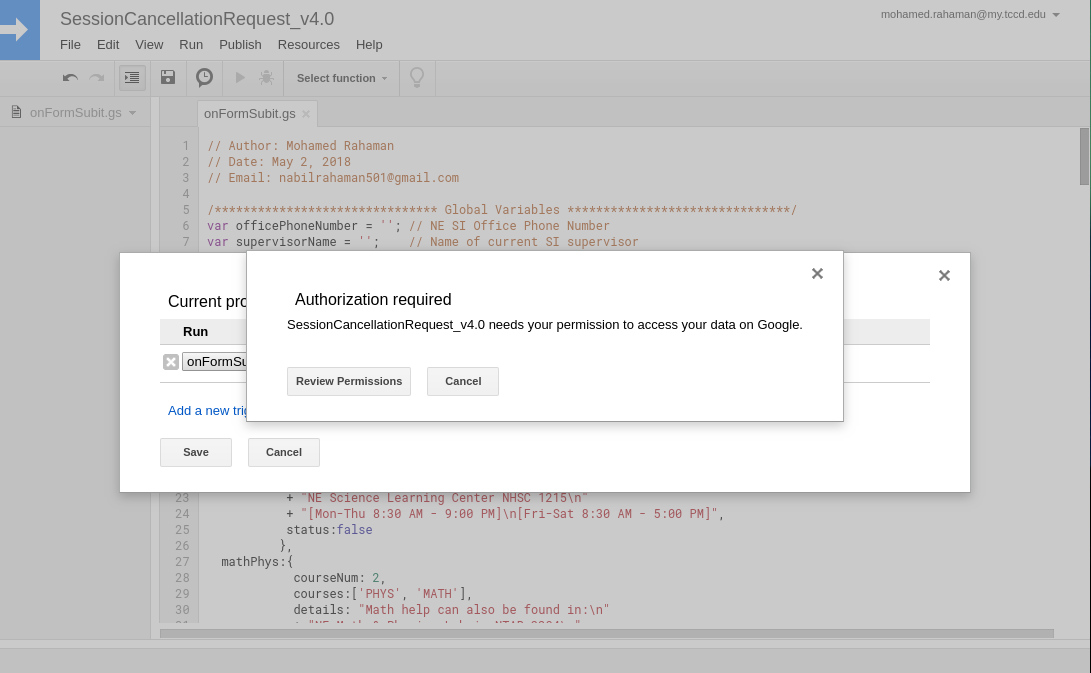 SessionCancellationRequest_v4.0
mohamed.rahaman@my.tccd.edu
File Edit View Run Publish Resources Help
Select function
onFormSubit.gs
onFormSubit.gs
1 // Author: Mohamed Rahaman
2 // Date: May 2, 2018
3 // Email: nabilrahaman501@gmail.com
4
5 /******************************* Global Variables *******************************/
6 var officePhoneNumber = ''; // NE SI Office Phone Number
7 var supervisorName = ''; // Name of current SI supervisor
Authorization required
SessionCancellationRequest_v4.0 needs your permission to access your data on Google.
Review Permissions Cancel
Current pro
Run
onFormSu
Add a new trig
Save Cancel
23 + "NE Science Learning Center NHSC 1215\n"
24 + "[Mon-Thu 8:30 AM - 9:00 PM]\n[Fri-Sat 8:30 AM - 5:00 PM]",
25 status:false
26 },
27 mathPhys:{
28 courseNum: 2,
29 courses:['PHYS', 'MATH'],
30 details: "Math help can also be found in:\n"